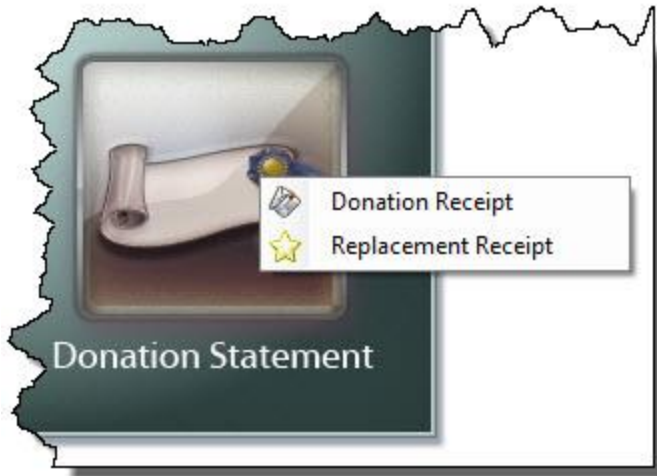 Donation Receipt
Replacement Receipt
Donation Statement